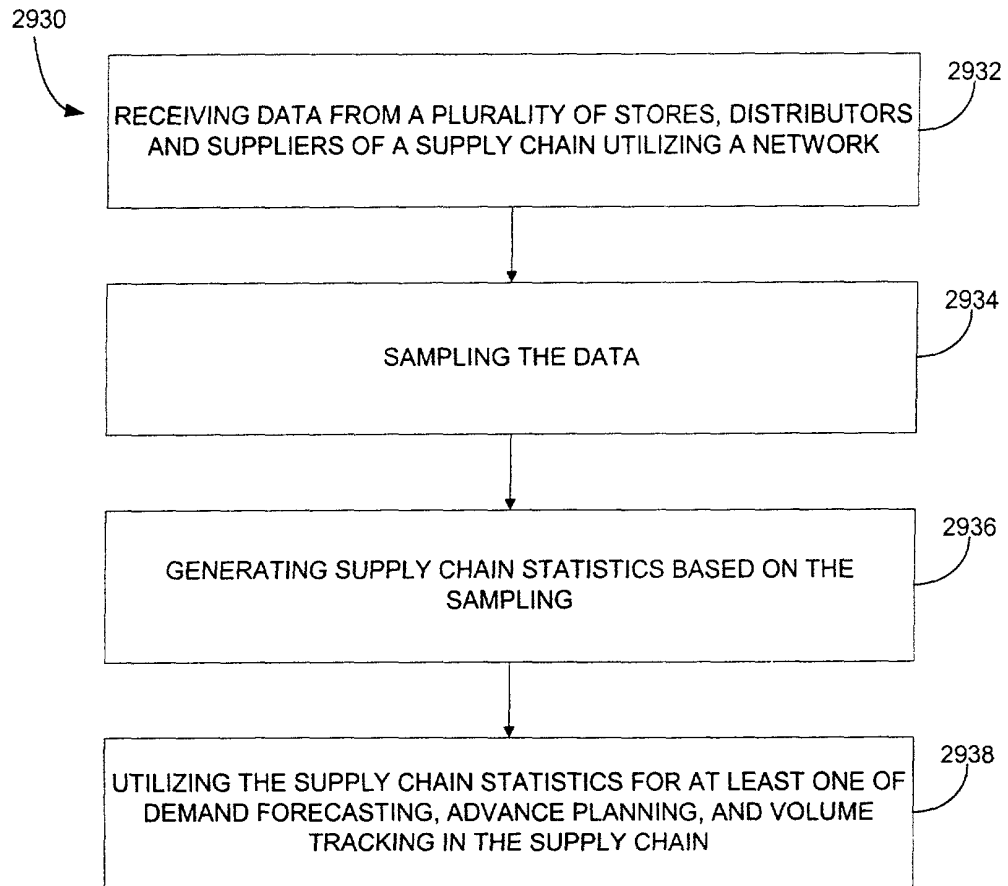 2930
2932
RECEIVING DATA FROM A PLURALITY OF STORES, DISTRIBUTORS
AND SUPPLIERS OF A SUPPLY CHAIN UTILIZING A NETWORK
2934
SAMPLING THE DATA
2936
GENERATING SUPPLY CHAIN STATISTICS BASED ON THE
SAMPLING
2938
UTILIZING THE SUPPLY CHAIN STATISTICS FOR AT LEAST ONE OF
DEMAND FORECASTING, ADVANCE PLANNING, AND VOLUME
TRACKING IN THE SUPPLY CHAIN